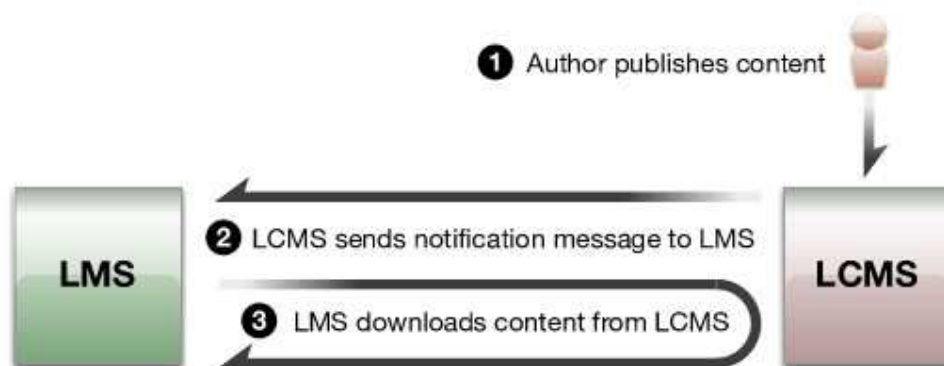 1 Author publishes content
2 LCMS sends notification message to LMS
LMS
LCMS
3 LMS downloads content from LCMS